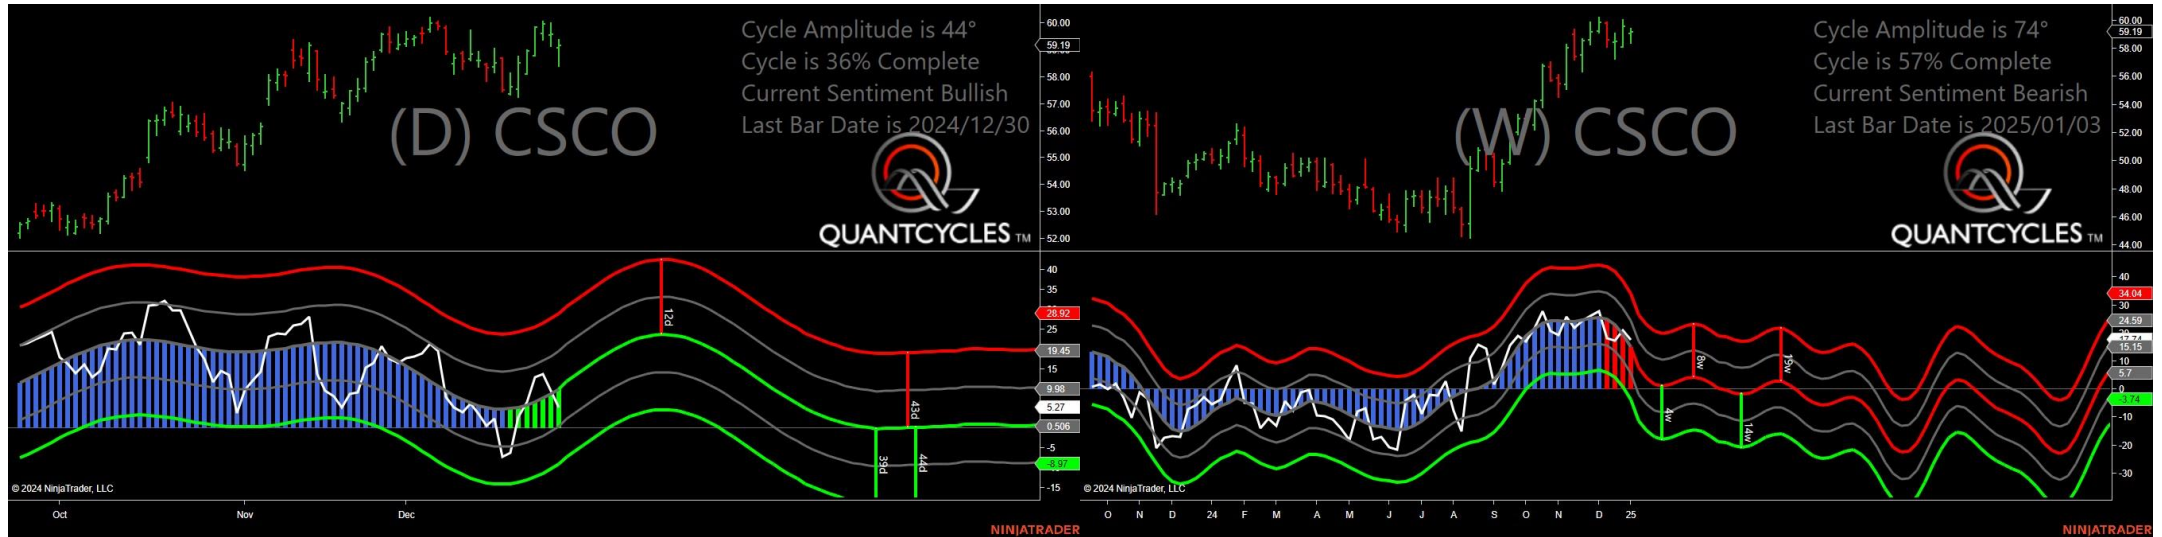 Cycle Amplitude is 44°
Cycle is 36% Complete
Current Sentiment Bullish
Last Bar Date is 2024/12/30
(D) CSCO
QUANTCYCLES TM
60.00
59.19
58.00
57.00
56.00
55.00
54.00
53.00
52.00
40
35
28.92
25
19.45
15
9.98
5.27
0.506
-5
-8.97
-15
12d
39d
43d
44d
© 2024 NinjaTrader, LLC
Oct Nov Dec
NINJATRADER
Cycle Amplitude is 74°
Cycle is 57% Complete
Current Sentiment Bearish
Last Bar Date is 2025/01/03
(W) CSCO
QUANTCYCLES TM
60.00
59.19
58.00
56.00
54.00
52.00
50.00
48.00
46.00
44.00
40
34.04
24.59
15.15
10
5.7
0
-3.74
-10
-20
-30
4w
8w
14w
19w
© 2024 NinjaTrader, LLC
O N D 24 F M A M J J A S O N D 25
NINJATRADER